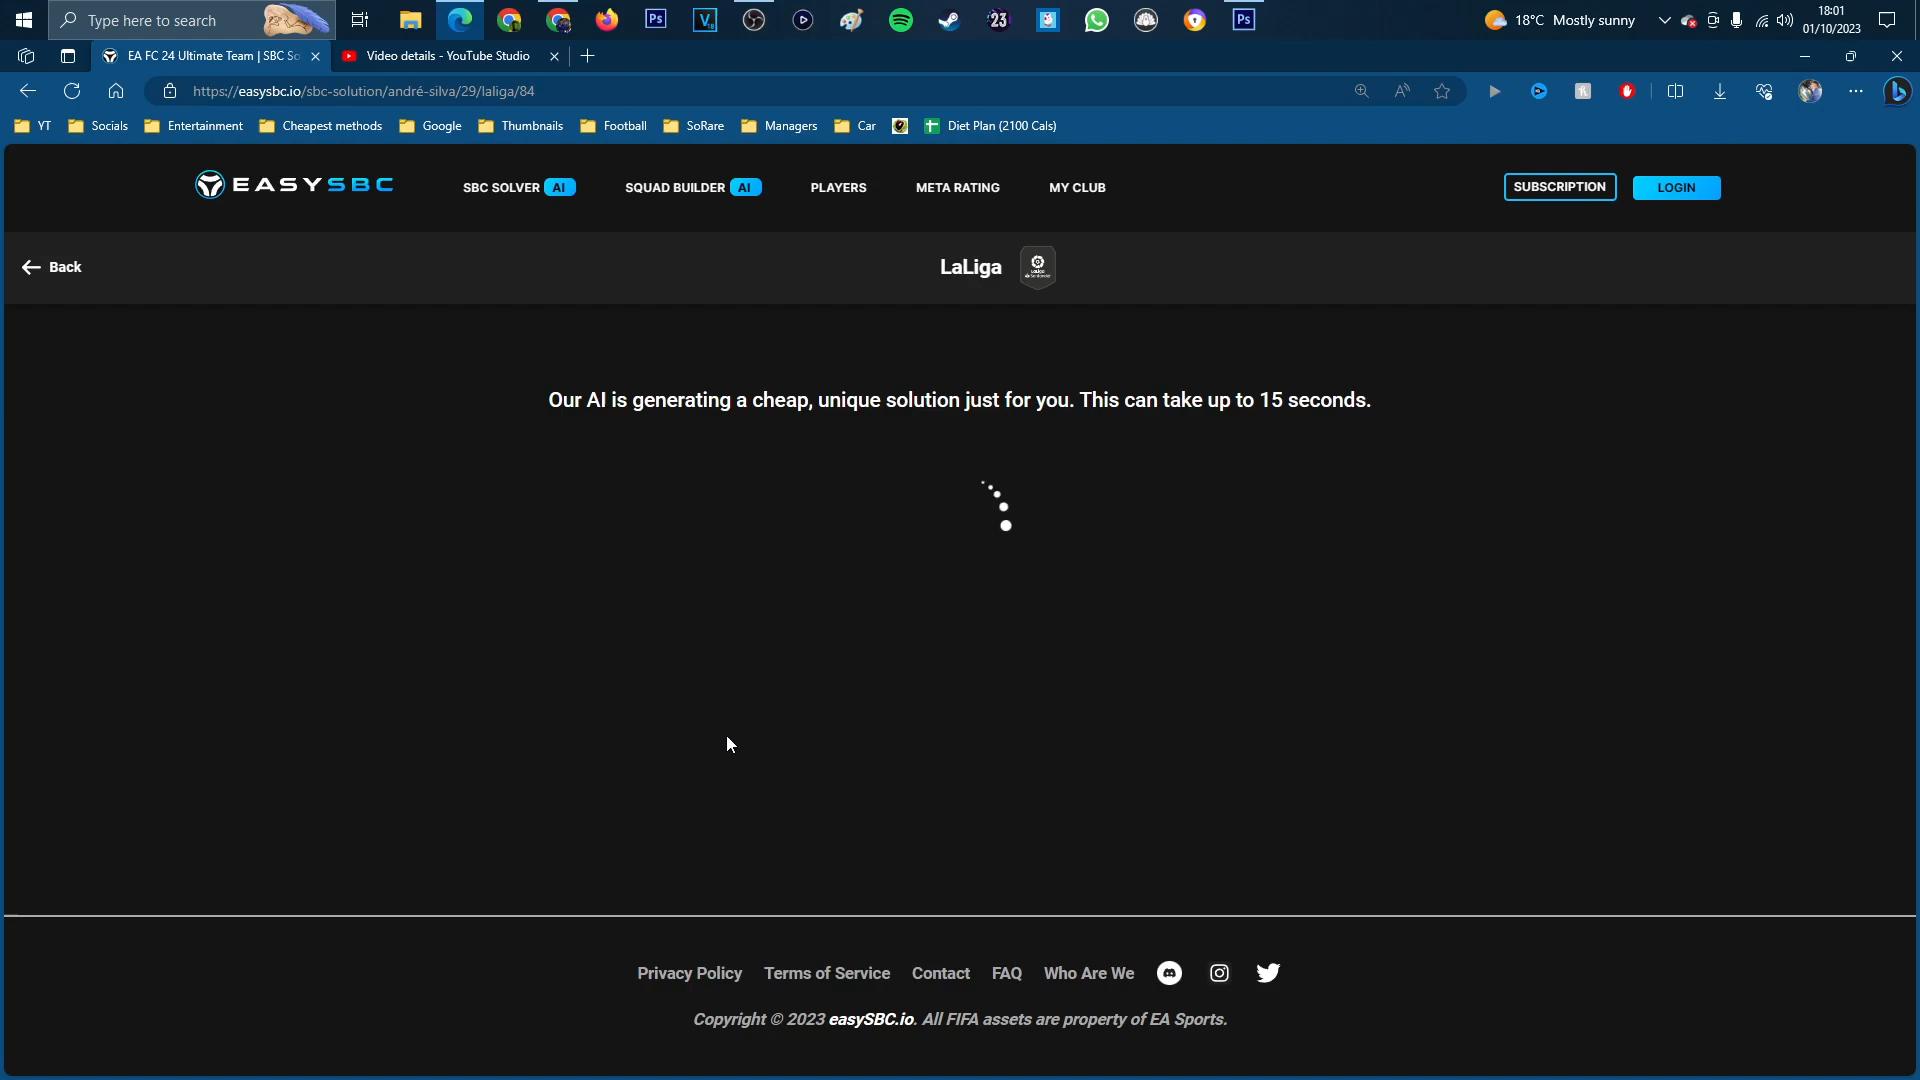 Type here to search
Ps
V
23
Ps
18°C Mostly sunny
18:01
01/10/2023
EA FC 24 Ultimate Team | SBC So
Video details - YouTube Studio
https://easysbc.io/sbc-solution/andré-silva/29/laliga/84
YT
Socials
Entertainment
Cheapest methods
Google
Thumbnails
Football
SoRare
Managers
Car
Diet Plan (2100 Cals)
EASYSBC
SBC SOLVER AI
SQUAD BUILDER AI
PLAYERS
META RATING
MY CLUB
SUBSCRIPTION
LOGIN
Back
LaLiga
Our AI is generating a cheap, unique solution just for you. This can take up to 15 seconds.
Privacy Policy
Terms of Service
Contact
FAQ
Who Are We
Copyright © 2023 easySBC.io. All FIFA assets are property of EA Sports.